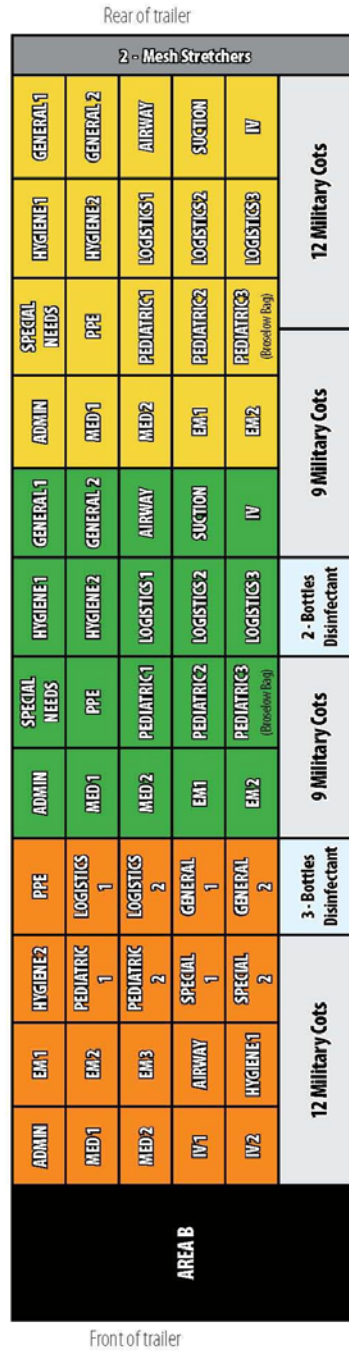 Rear of trailer
2 - Mesh Stretchers
GENERAL 1
GENERAL 2
AIRWAY
SUCTION
IV
HYGIENE 1
HYGIENE 2
LOGISTICS 1
LOGISTICS 2
LOGISTICS 3
12 Military Cots
SPECIAL
NEEDS
PPE
PEDIATRIC 1
PEDIATRIC 2
PEDIATRIC 3
(Broselow Bag)
ADMIN
MED 1
MED 2
EM 1
EM 2
9 Military Cots
GENERAL 1
GENERAL 2
AIRWAY
SUCTION
IV
HYGIENE 1
HYGIENE 2
LOGISTICS 1
LOGISTICS 2
LOGISTICS 3
2 - Bottles
Disinfectant
SPECIAL
NEEDS
PPE
PEDIATRIC 1
PEDIATRIC 2
PEDIATRIC 3
(Broselow Bag)
ADMIN
MED 1
MED 2
EM1
EM 2
9 Military Cots
PPE
LOGISTICS
1
LOGISTICS
2
GENERAL
1
GENERAL
2
3 - Bottles
Disinfectant
HYGIENE 2
PEDIATRIC
1
PEDIATRIC
2
SPECIAL
1
SPECIAL
2
EM 1
EM 2
EM 3
AIRWAY
HYGIENE 1
12 Military Cots
ADMIN
MED 1
MED 2
IV 1
IV 2
AREA B
Front of trailer